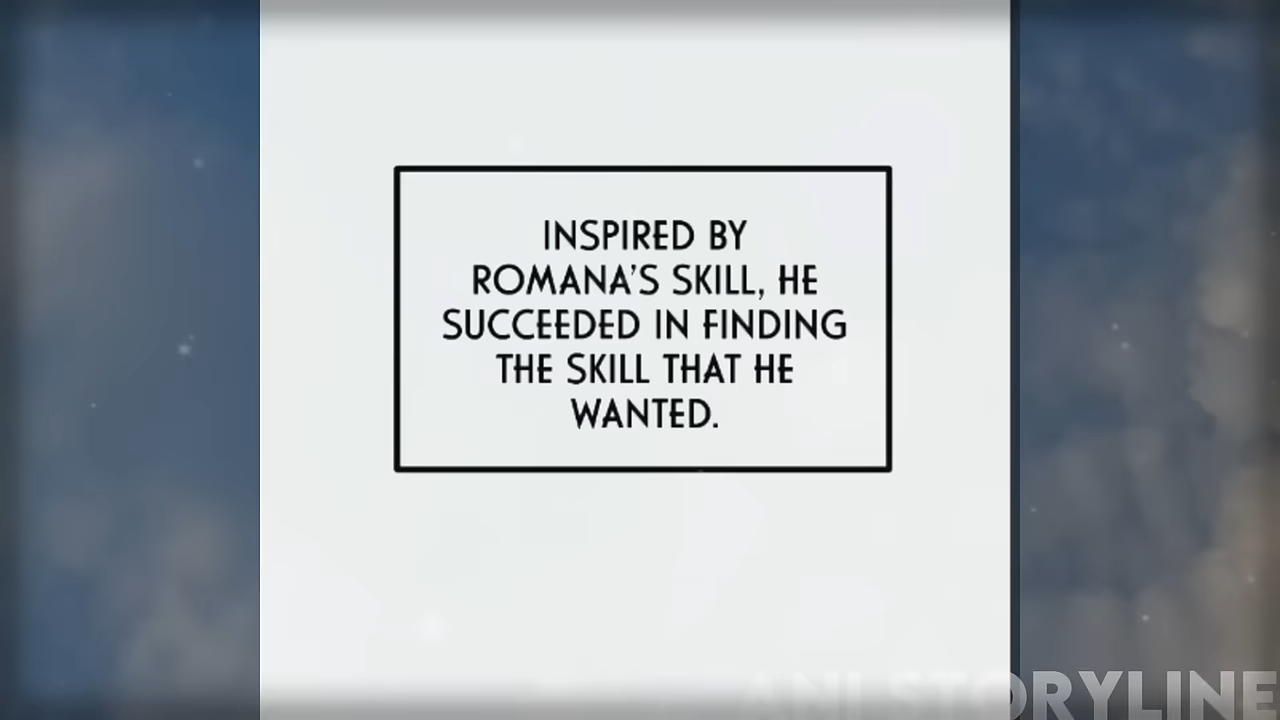 INSPIRED BY
ROMANA'S SKILL, HE
SUCCEEDED IN FINDING
THE SKILL THAT HE
WANTED.
ANI STORYLINE